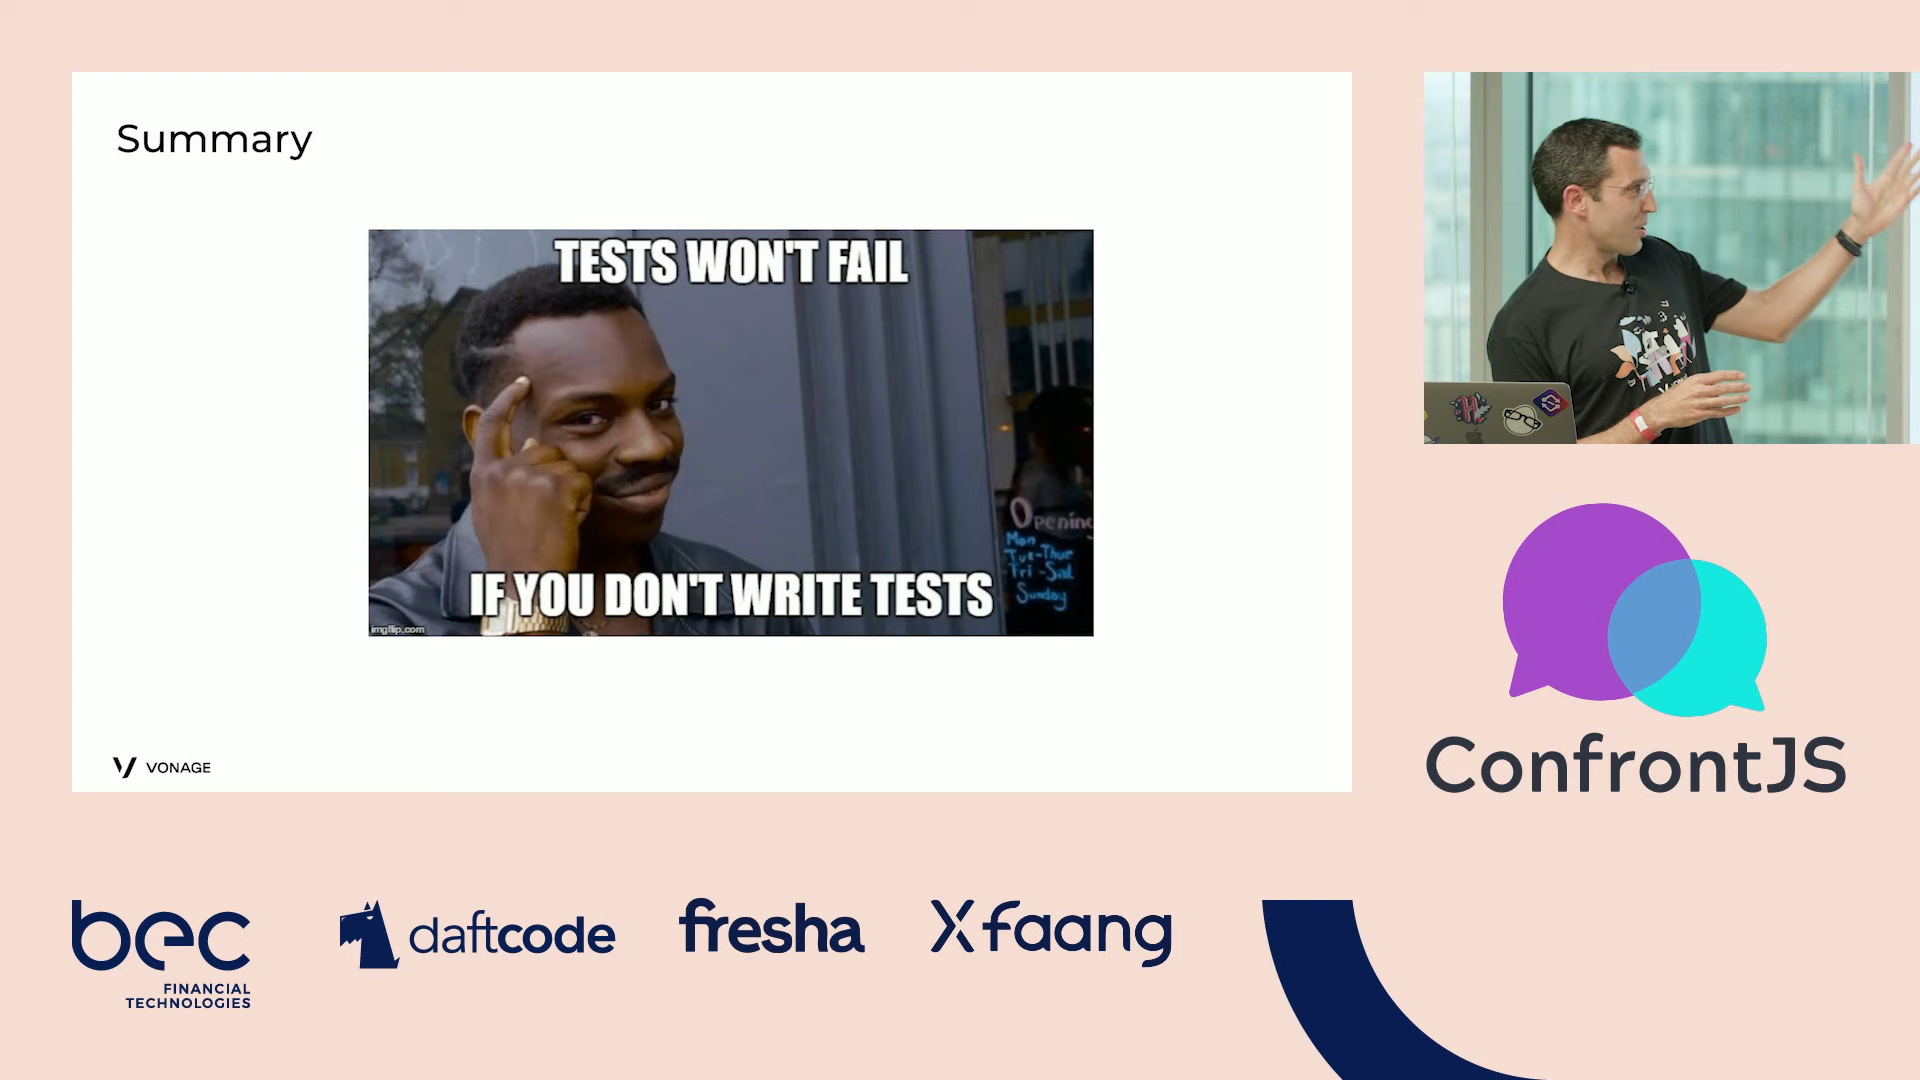 Summary
TESTS WON'T FAIL
Opening
Mon
Tue-Thur
Fri-Sat
Sunday
IF YOU DON'T WRITE TESTS
imgflip.com
VONAGE
ConfrontJS
bec
FINANCIAL
TECHNOLOGIES
daftcode
fresha
Xfaang